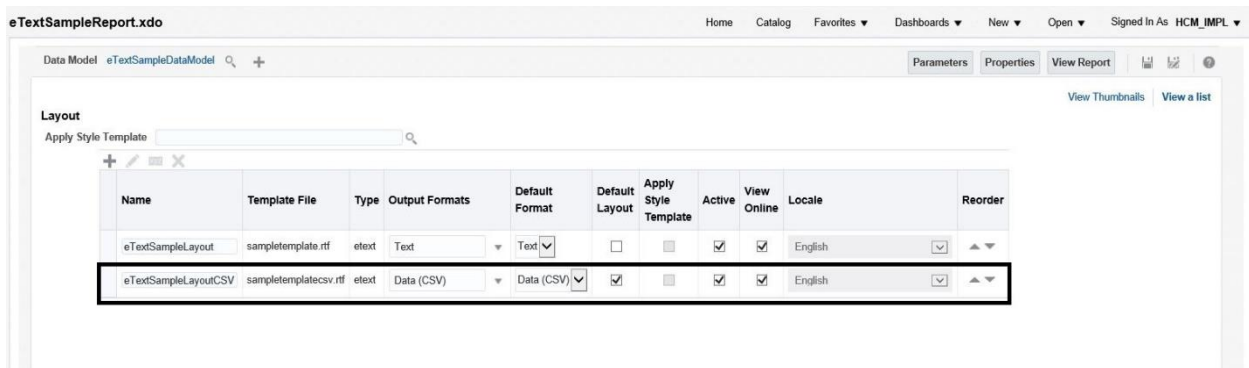 eTextSampleReport.xdo Home Catalog Favorites Dashboards New Open Signed In As HCM_IMPL
Data Model eTextSampleDataModel Parameters Properties View Report
View Thumbnails View a list
Layout
Apply Style Template
Name Template File Type Output Formats Default Format Default Layout Apply Style Template Active View Online Locale Reorder
eTextSampleLayout sampletemplate.rtf etext Text Text English
eTextSampleLayoutCSV sampletemplatecsv.rtf etext Data (CSV) Data (CSV) English